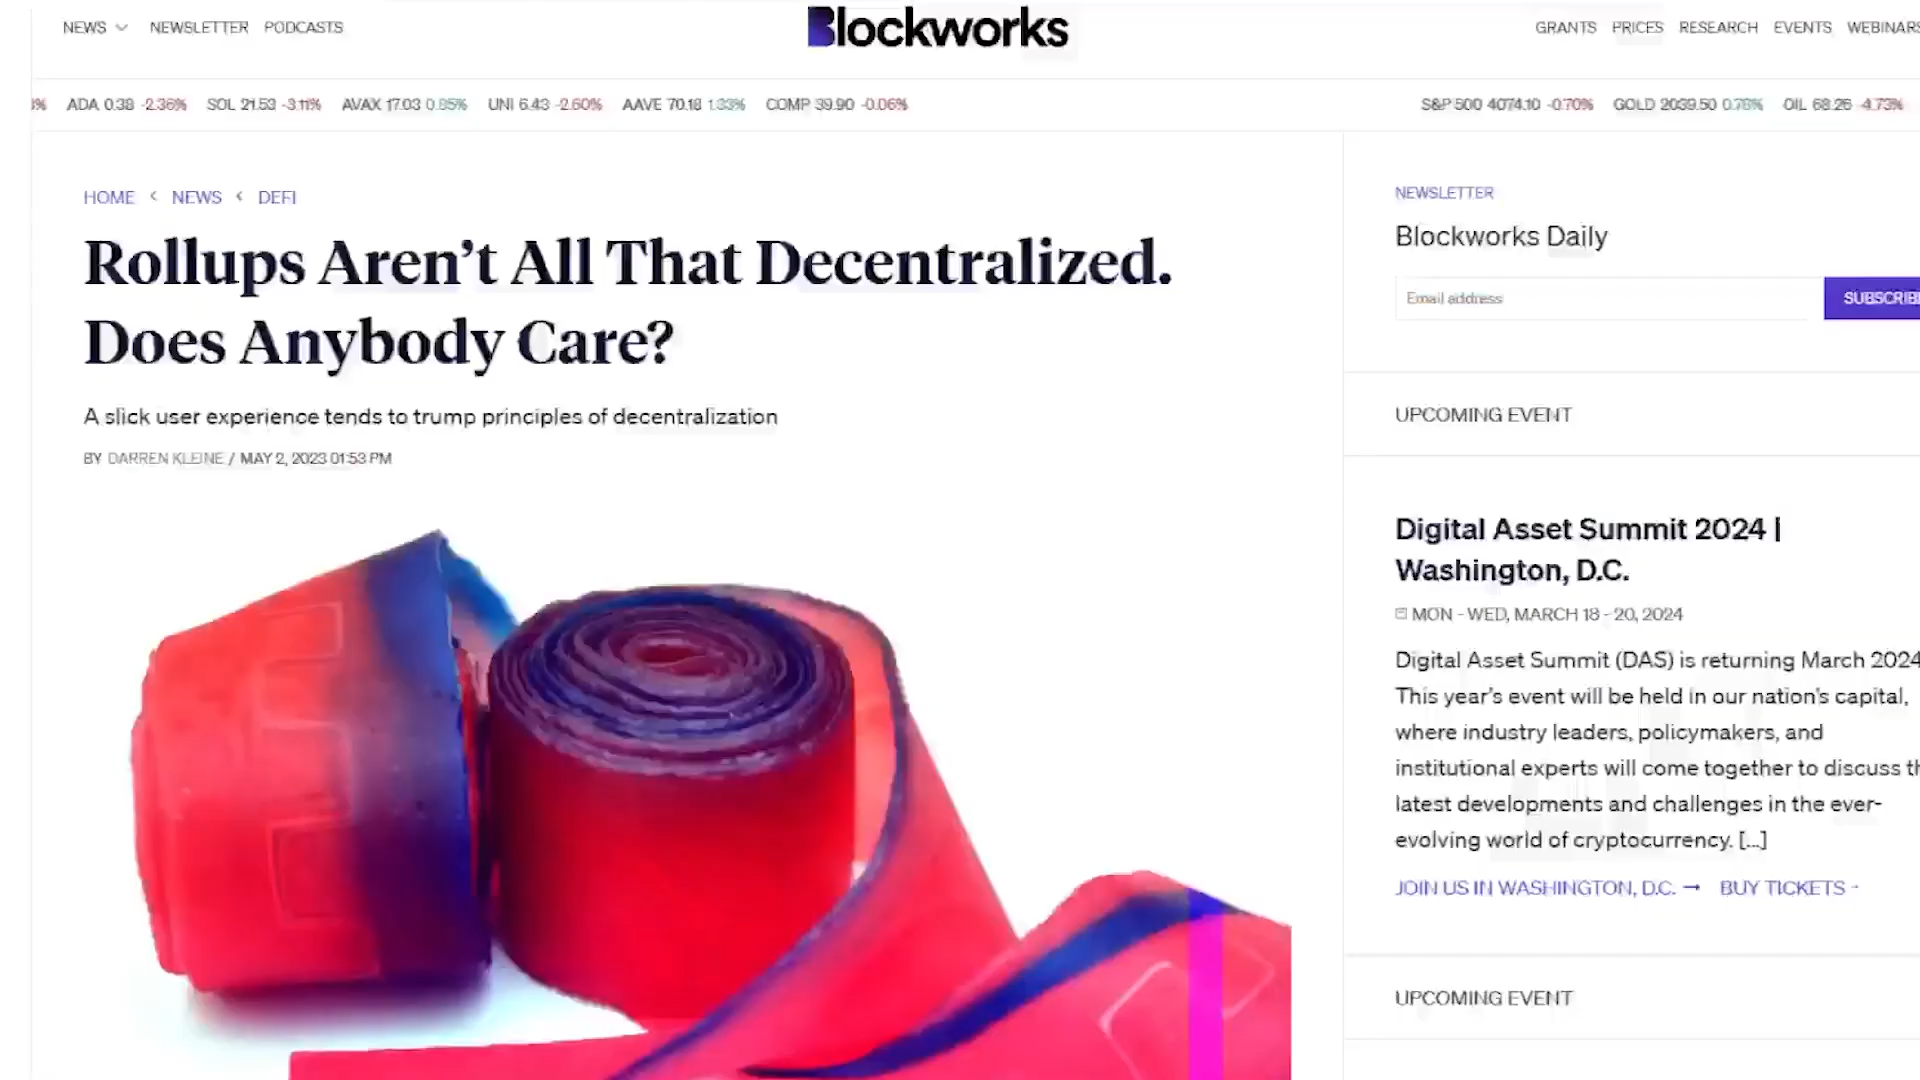 NEWS NEWSLETTER PODCASTS
Blockworks
GRANTS PRICES RESEARCH EVENTS WEBINARS
% ADA 0.38 -2.36% SOL 21.53 -3.11% AVAX 17.03 0.95% UNI 6.43 -2.60% AAVE 70.18 1.33% COMP 39.90 -0.06%
S&P 500 4074.10 -0.70% GOLD 2039.50 0.78% OIL 68.26 -4.73%
HOME < NEWS < DEFI
Rollups Aren't All That Decentralized.
Does Anybody Care?
A slick user experience tends to trump principles of decentralization
BY DARREN KLEINE / MAY 2, 2023 01:53 PM
NEWSLETTER
Blockworks Daily
Email address
SUBSCRIBE
UPCOMING EVENT
Digital Asset Summit 2024 |
Washington, D.C.
MON - WED, MARCH 18 - 20, 2024
Digital Asset Summit (DAS) is returning March 2024
This year's event will be held in our nation's capital,
where industry leaders, policymakers, and
institutional experts will come together to discuss th
latest developments and challenges in the ever-
evolving world of cryptocurrency. [...]
JOIN US IN WASHINGTON, D.C. → BUY TICKETS
UPCOMING EVENT